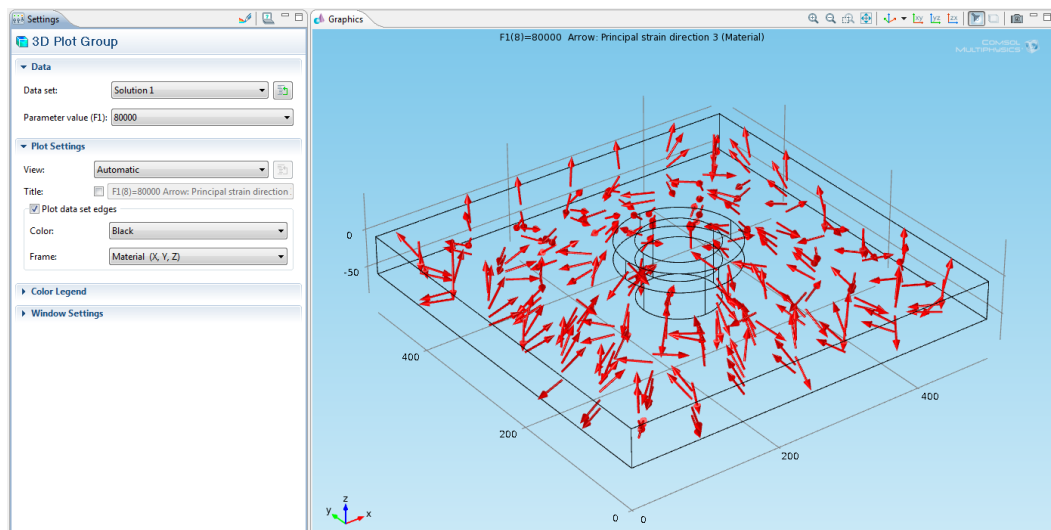 Settings
3D Plot Group
Data
Data set: Solution 1
Parameter value (F1): 80000
Plot Settings
View: Automatic
Title: F1(8)=80000 Arrow: Principal strain direction
Plot data set edges
Color: Black
Frame: Material (X, Y, Z)
Color Legend
Window Settings
Graphics
xy yz zx
F1(8)=80000 Arrow: Principal strain direction 3 (Material)
COMSOL
MULTIPHYSICS
0
-50
400
200
0
0
200
400
z
y
x